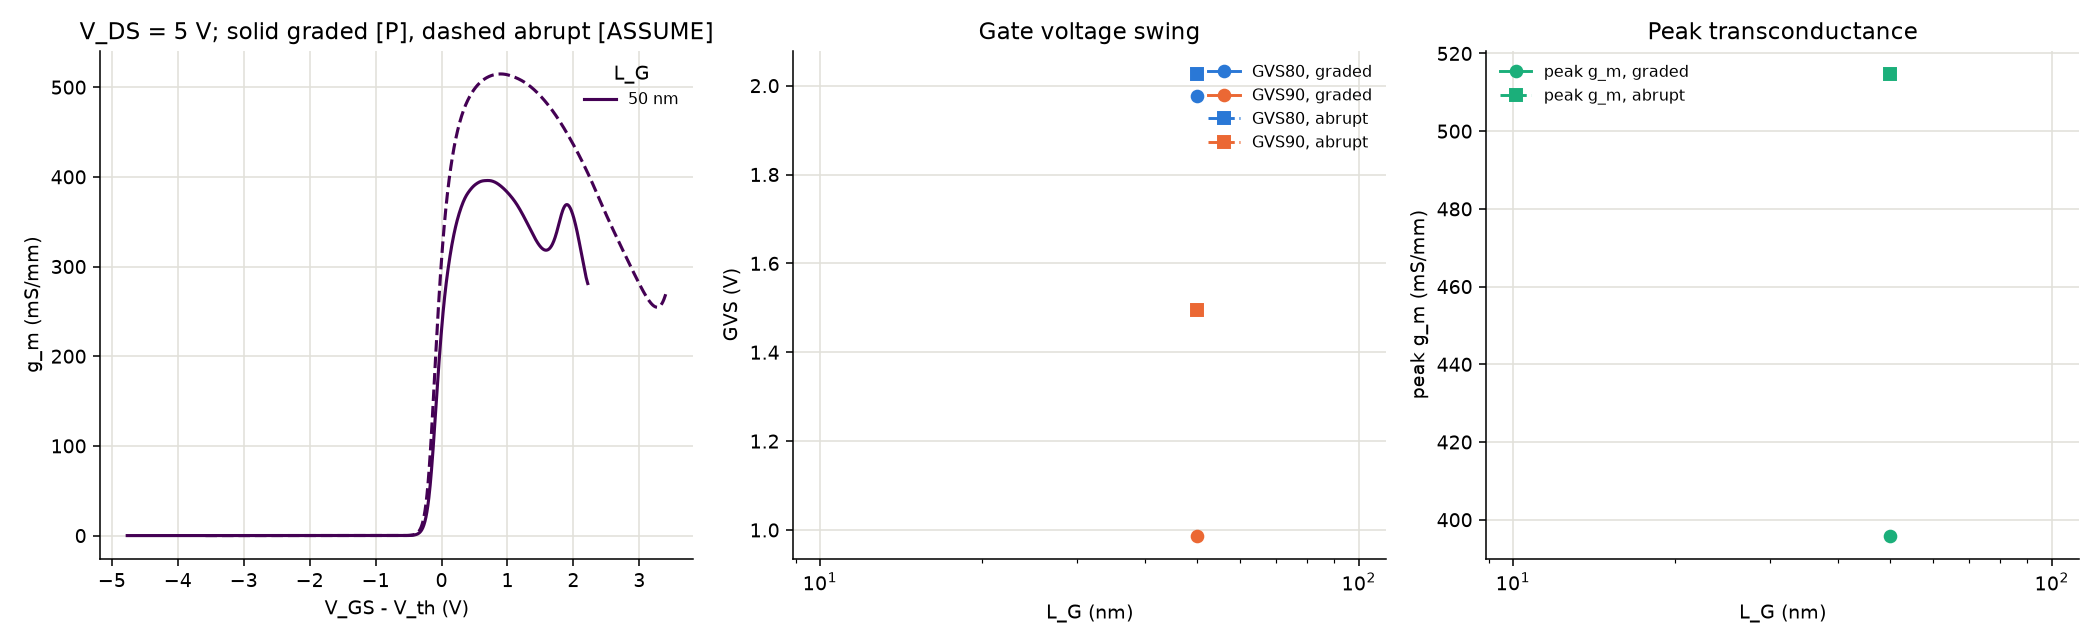 V_DS = 5 V; solid graded [P], dashed abrupt [ASSUME]
g_m (mS/mm)
500
400
300
200
100
0
−5 −4 −3 −2 −1 0 1 2 3
V_GS - V_th (V)
L_G
50 nm
Gate voltage swing
GVS (V)
2.0
1.8
1.6
1.4
1.2
1.0
10¹ 10²
L_G (nm)
GVS80, graded
GVS90, graded
GVS80, abrupt
GVS90, abrupt
Peak transconductance
peak g_m (mS/mm)
520
500
480
460
440
420
400
10¹ 10²
L_G (nm)
peak g_m, graded
peak g_m, abrupt